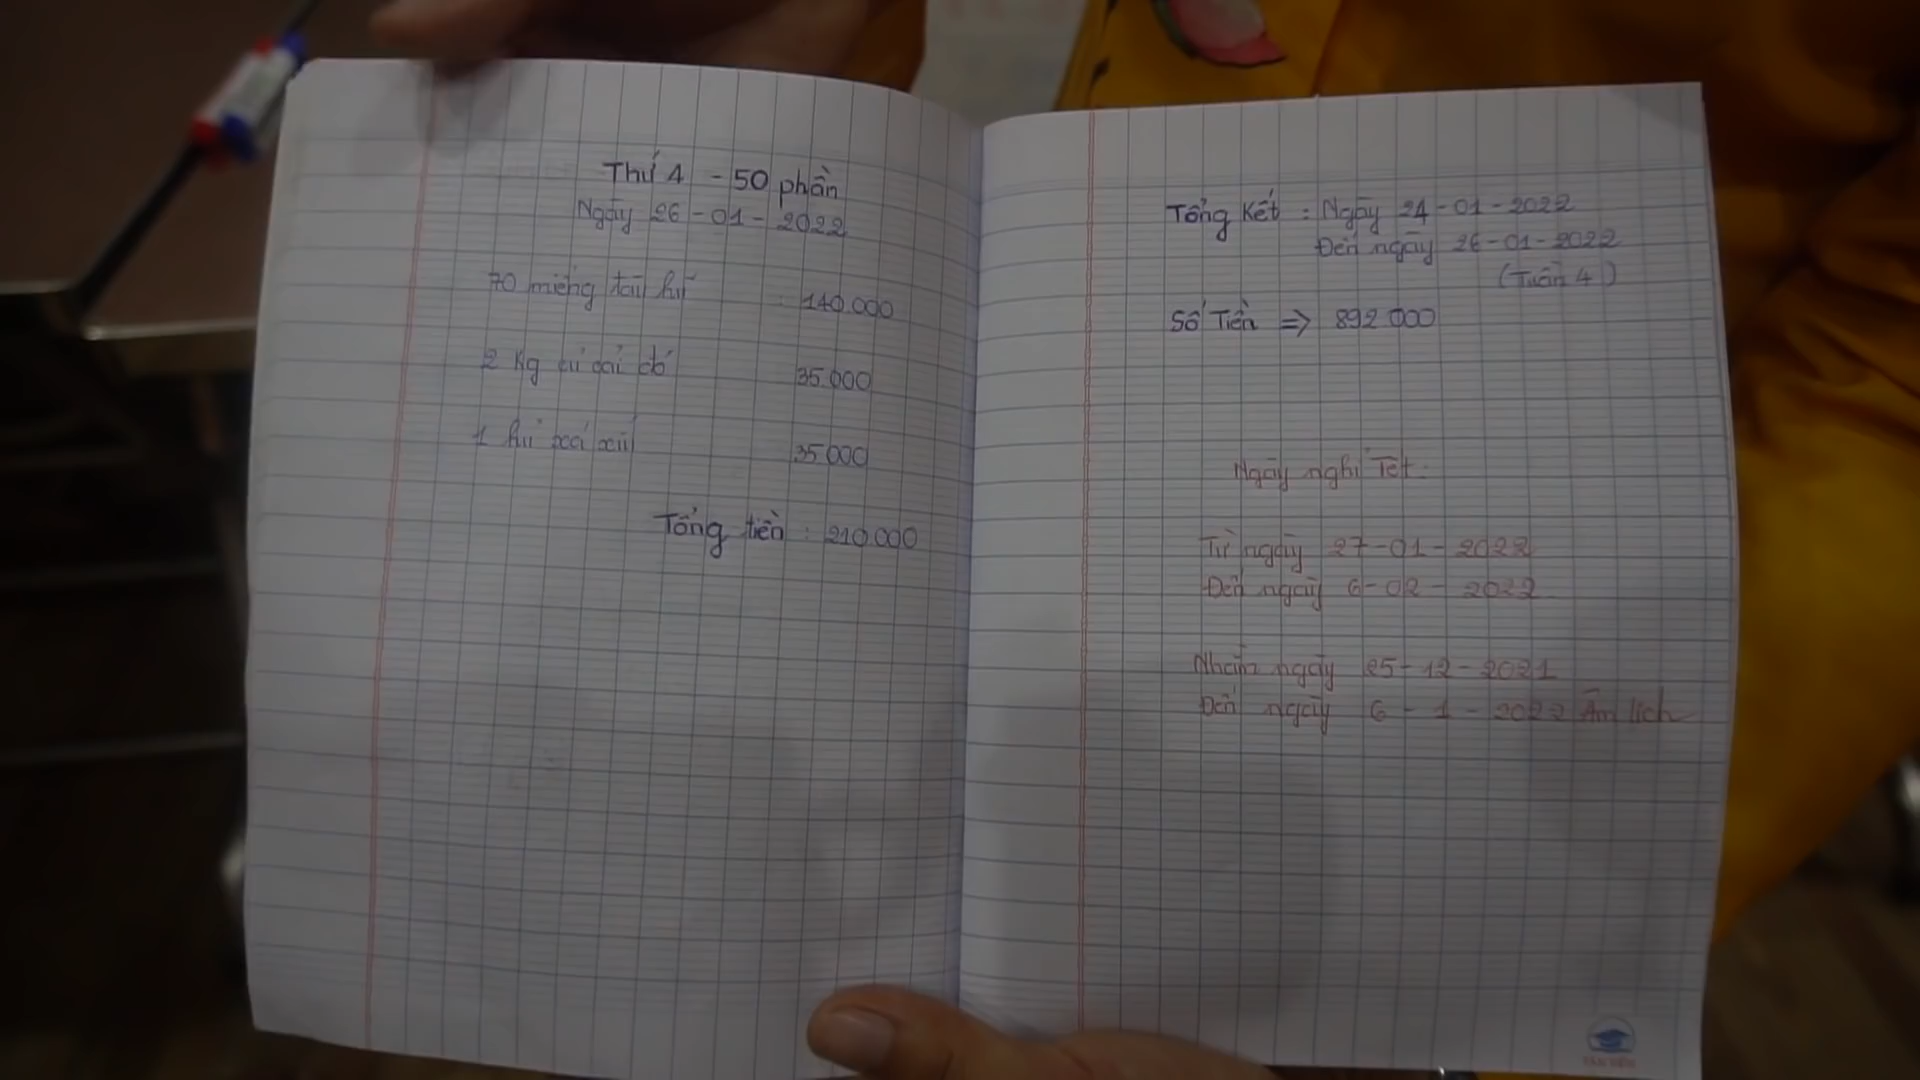 Thứ 4 - 50 phần
Ngày 26-01-2022
70 miếng đậu hũ : 140.000
2 Kg củ cải đỏ 35.000
1 hủ xá xíu 35.000
Tổng tiền : 210.000
Tổng Kết : Ngày 24-01-2022
Đến ngày 26-01-2022
(Tuần 4)
Số Tiền => 892.000
Ngày nghỉ Tết.
Từ ngày 27-01-2022
Đến ngày 6-02-2022
Nhằm ngày 25-12-2021
Đến ngày 6-1-2022 Âm lịch